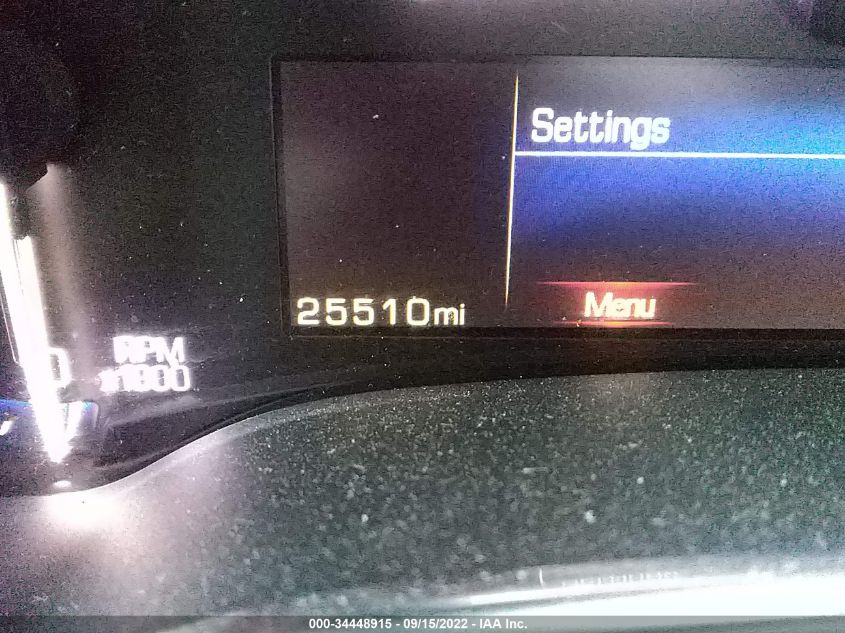 Settings
25510mi
Menu
RPM
x1000
000-34448915 - 09/15/2022 - IAA Inc.